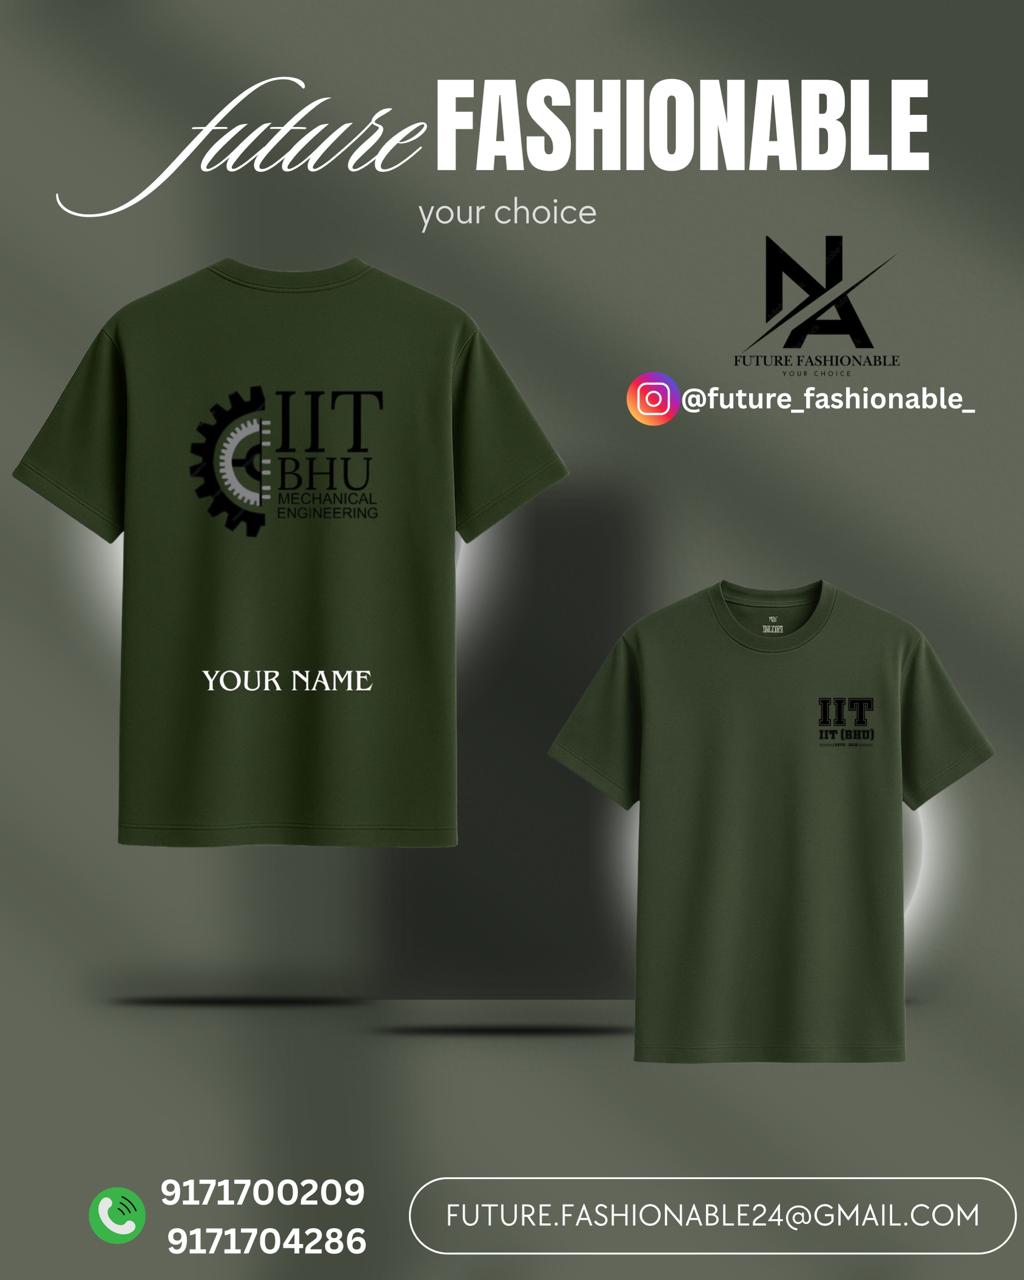 future FASHIONABLE
your choice
NA
FUTURE FASHIONABLE
YOUR CHOICE
@future_fashionable_
IIT
BHU
MECHANICAL
ENGINEERING
YOUR NAME
IIT
IIT (BHU)
9171700209
9171704286
FUTURE.FASHIONABLE24@GMAIL.COM